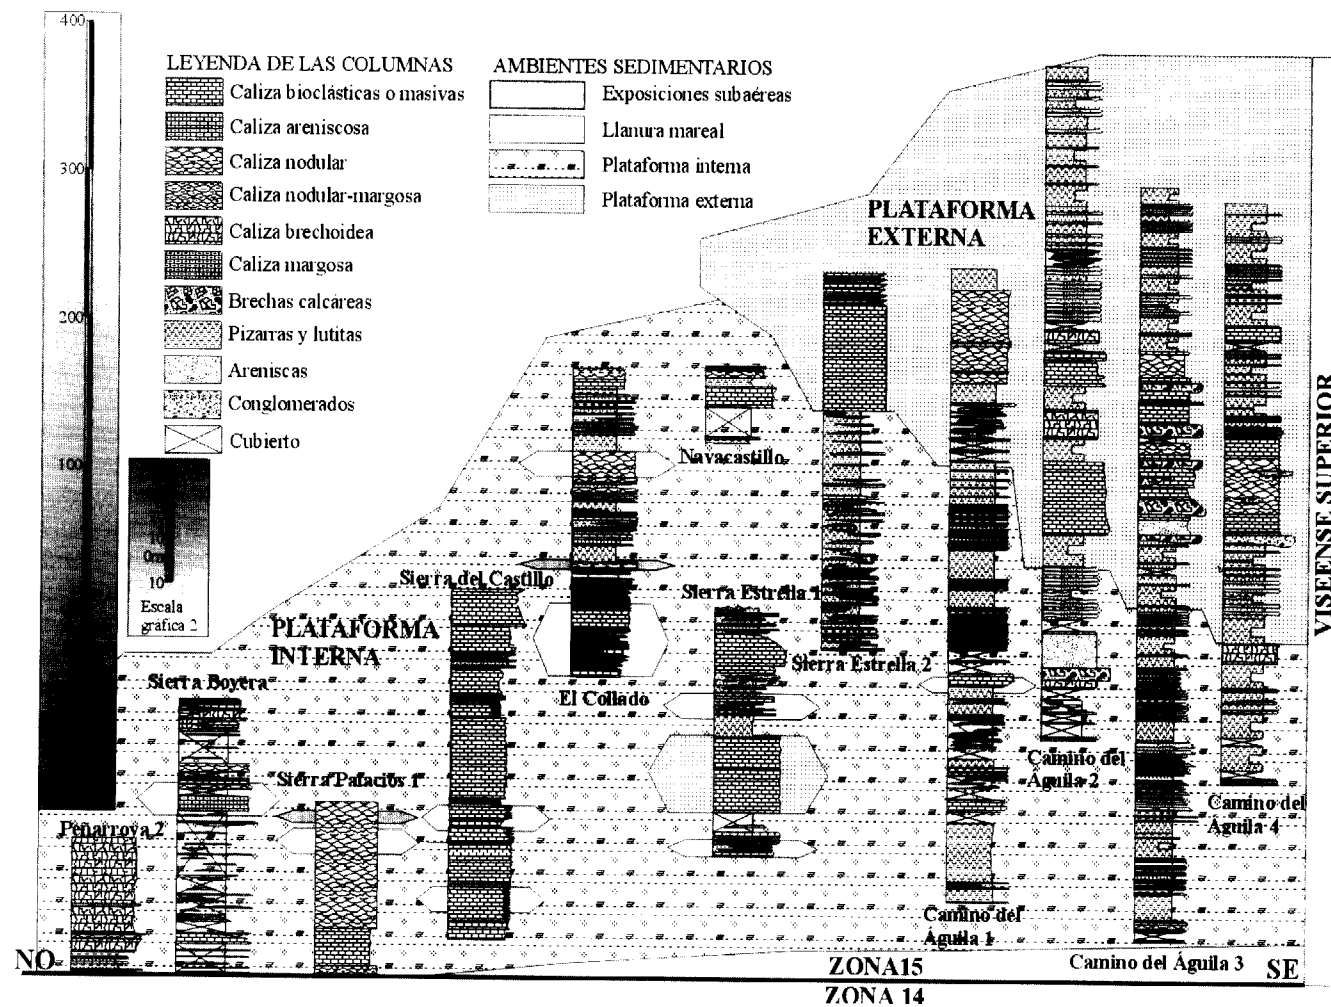 400
300
200
100
LEYENDA DE LAS COLUMNAS
Caliza bioclásticas o masivas
Caliza areniscosa
Caliza nodular
Caliza nodular-margosa
Caliza brechoidea
Caliza margosa
Brechas calcáreas
Pizarras y lutitas
Areniscas
Conglomerados
Cubierto
AMBIENTES SEDIMENTARIOS
Exposiciones subaéreas
Llanura mareal
Plataforma interna
Plataforma externa
PLATAFORMA
EXTERNA
10
0m
10
Escala
gráfica 2
PLATAFORMA
INTERNA
Navacastillo
Sierra del Castillo
Sierra Estrella 1
Sierra Estrella 2
El Collado
Sierra Boyera
Sierra Palacios 1
Peñarroya 2
Camino del
Águila 2
Camino del
Águila 4
Camino del
Águila 1
Camino del Águila 3
VISEENSE SUPERIOR
NO
SE
ZONA15
ZONA 14